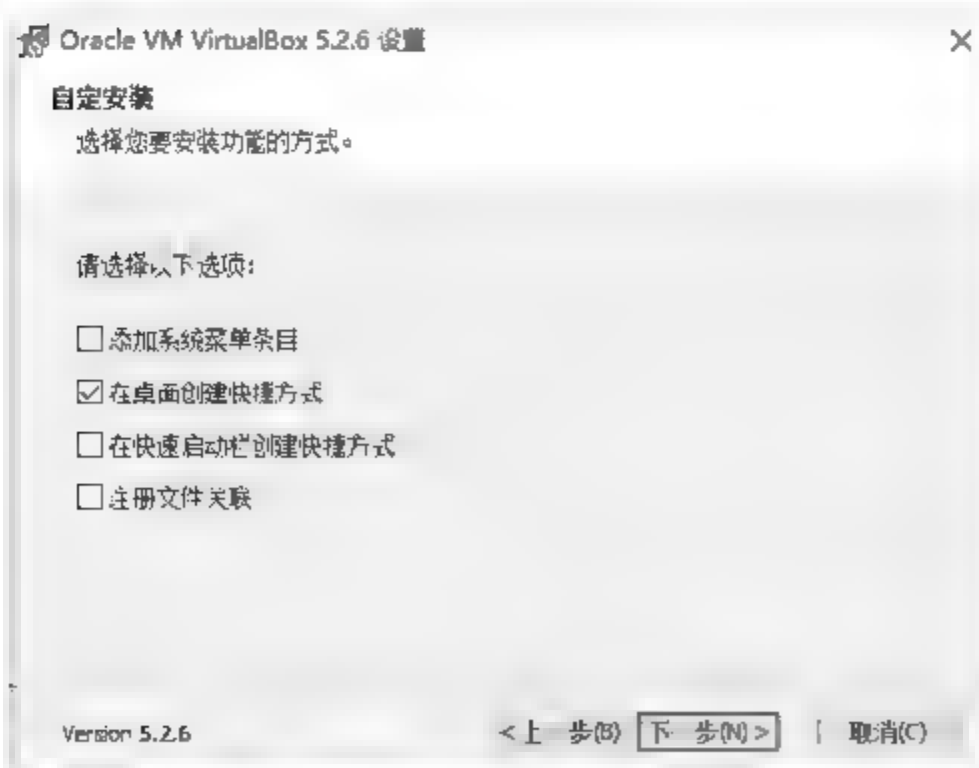 Oracle VM VirtualBox 5.2.6 设置
自定安装
选择您要安装功能的方式。
请选择以下选项:
添加系统菜单条目
在桌面创建快捷方式
在快速启动栏创建快捷方式
注册文件关联
Version 5.2.6
<上一步(B) 下一步(N)> 取消(C)